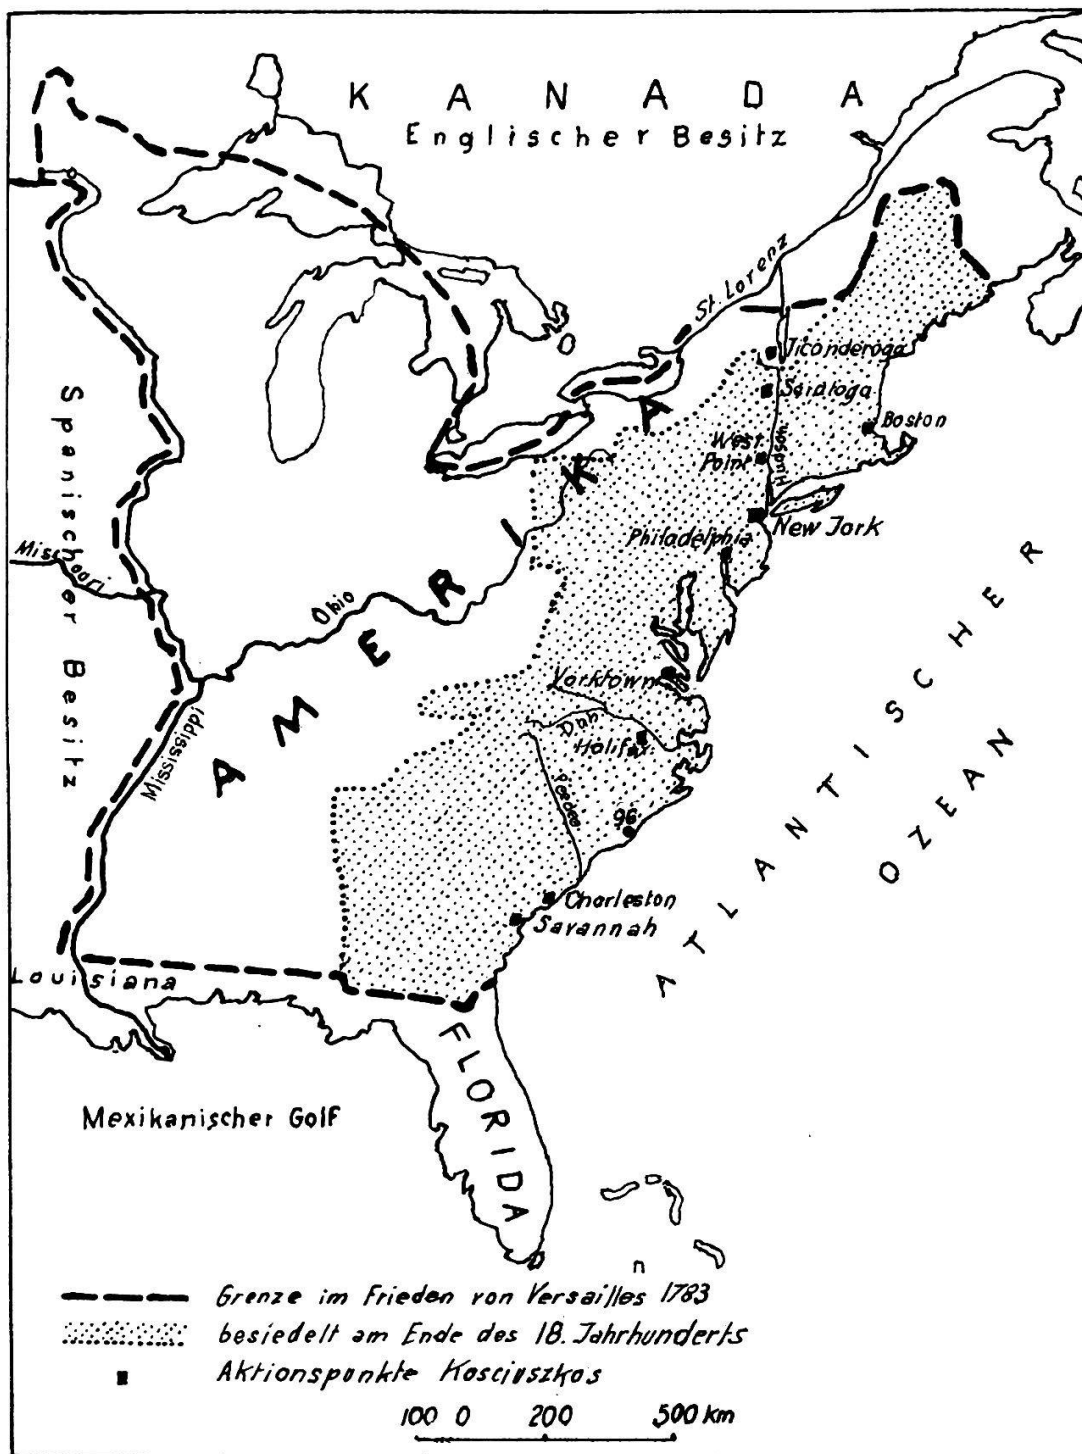 KANADA
Englischer Besitz
St. Lorenz
Ticonderoga
Saratoga
Boston
West
Point
Hudson
New Jork
Philadelphia
Spanischer Besitz
Missoori
Ohio
AMERIKA
Mississippi
Yorktown
Dan
Halifax
Peedee
96
Charleston
Savannah
ATLANTISCHER
OZEAN
Louisiana
FLORIDA
Mexikanischer Golf
Grenze im Frieden von Versailles 1783
besiedelt am Ende des 18. Jahrhunderts
Aktionspunkte Kosciuszkos
100 0 200 500 km